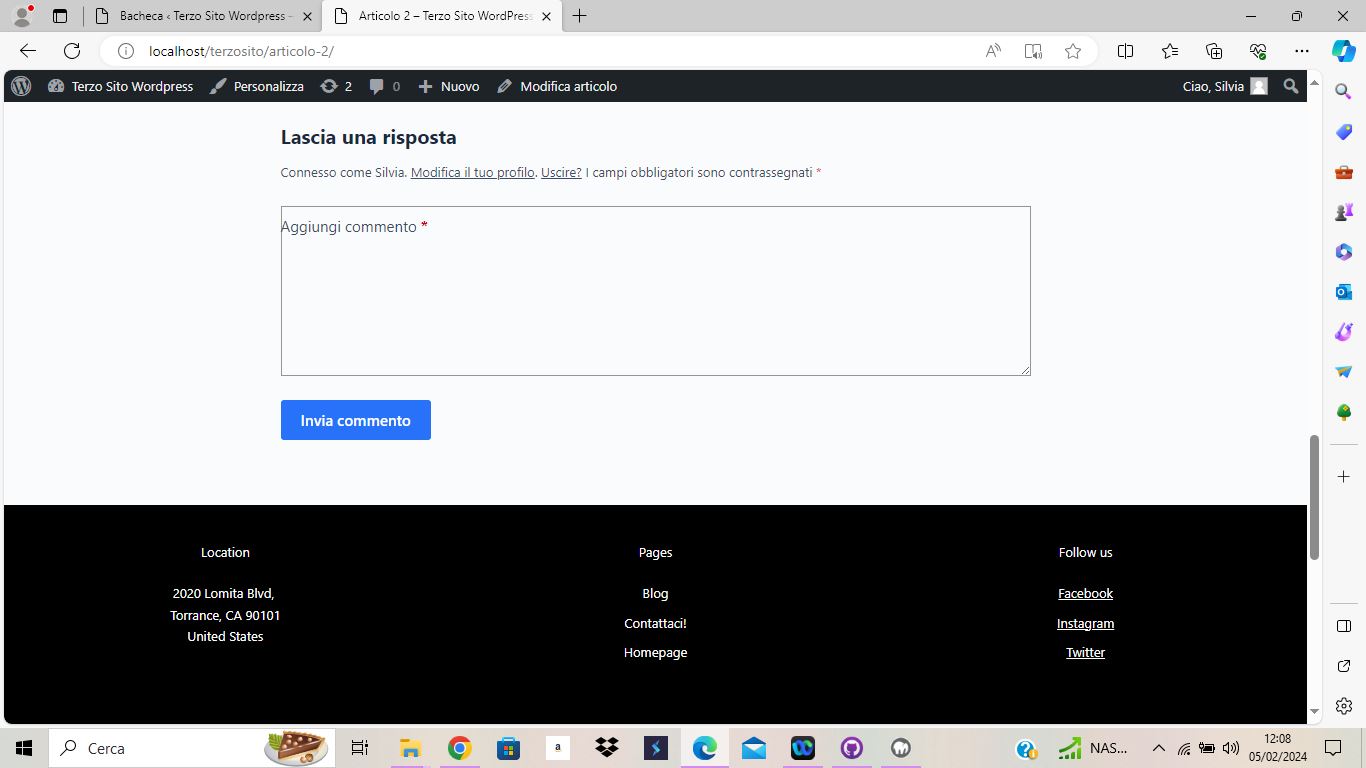 Bacheca ‹ Terzo Sito Wordpress –
Articolo 2 – Terzo Sito WordPress
localhost/terzosito/articolo-2/
Terzo Sito Wordpress
Personalizza
2
0
Nuovo
Modifica articolo
Ciao, Silvia
Lascia una risposta
Connesso come Silvia. Modifica il tuo profilo. Uscire? I campi obbligatori sono contrassegnati *
Aggiungi commento *
Invia commento
Location
2020 Lomita Blvd,
Torrance, CA 90101
United States
Pages
Blog
Contattaci!
Homepage
Follow us
Facebook
Instagram
Twitter
Cerca
a
NAS...
12:08
05/02/2024